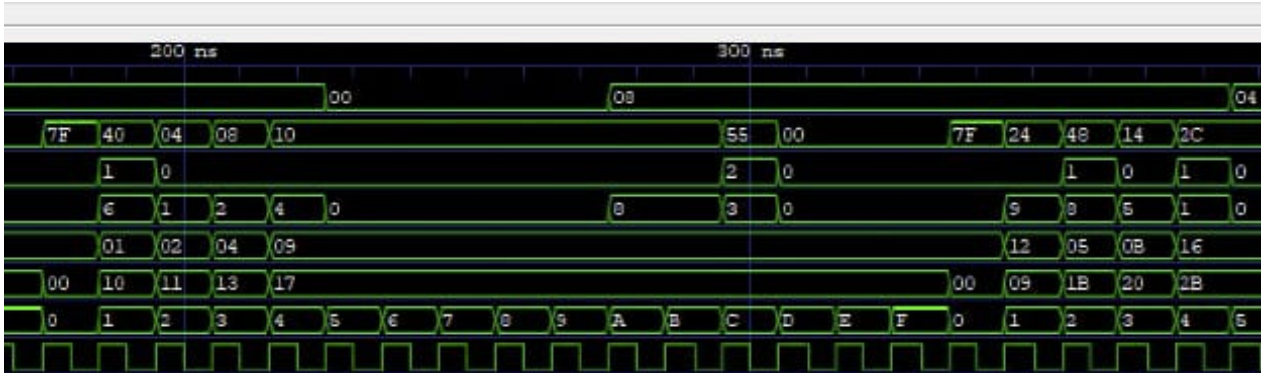 200 ns 300 ns
00 08 04
7F 40 04 08 10 55 00 7F 24 48 14 2C
1 0 2 0 1 0 1 0
6 1 2 4 0 8 3 0 9 8 5 1 0
01 02 04 09 12 05 0B 16
00 10 11 13 17 00 09 1B 20 2B
0 1 2 3 4 5 6 7 8 9 A B C D E F 0 1 2 3 4 5